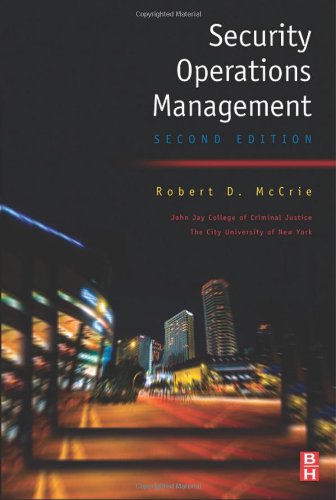 Security
Operations
Management
SECOND EDITION
Robert D. McCrie
John Jay College of Criminal Justice
The City University of New York
B
H